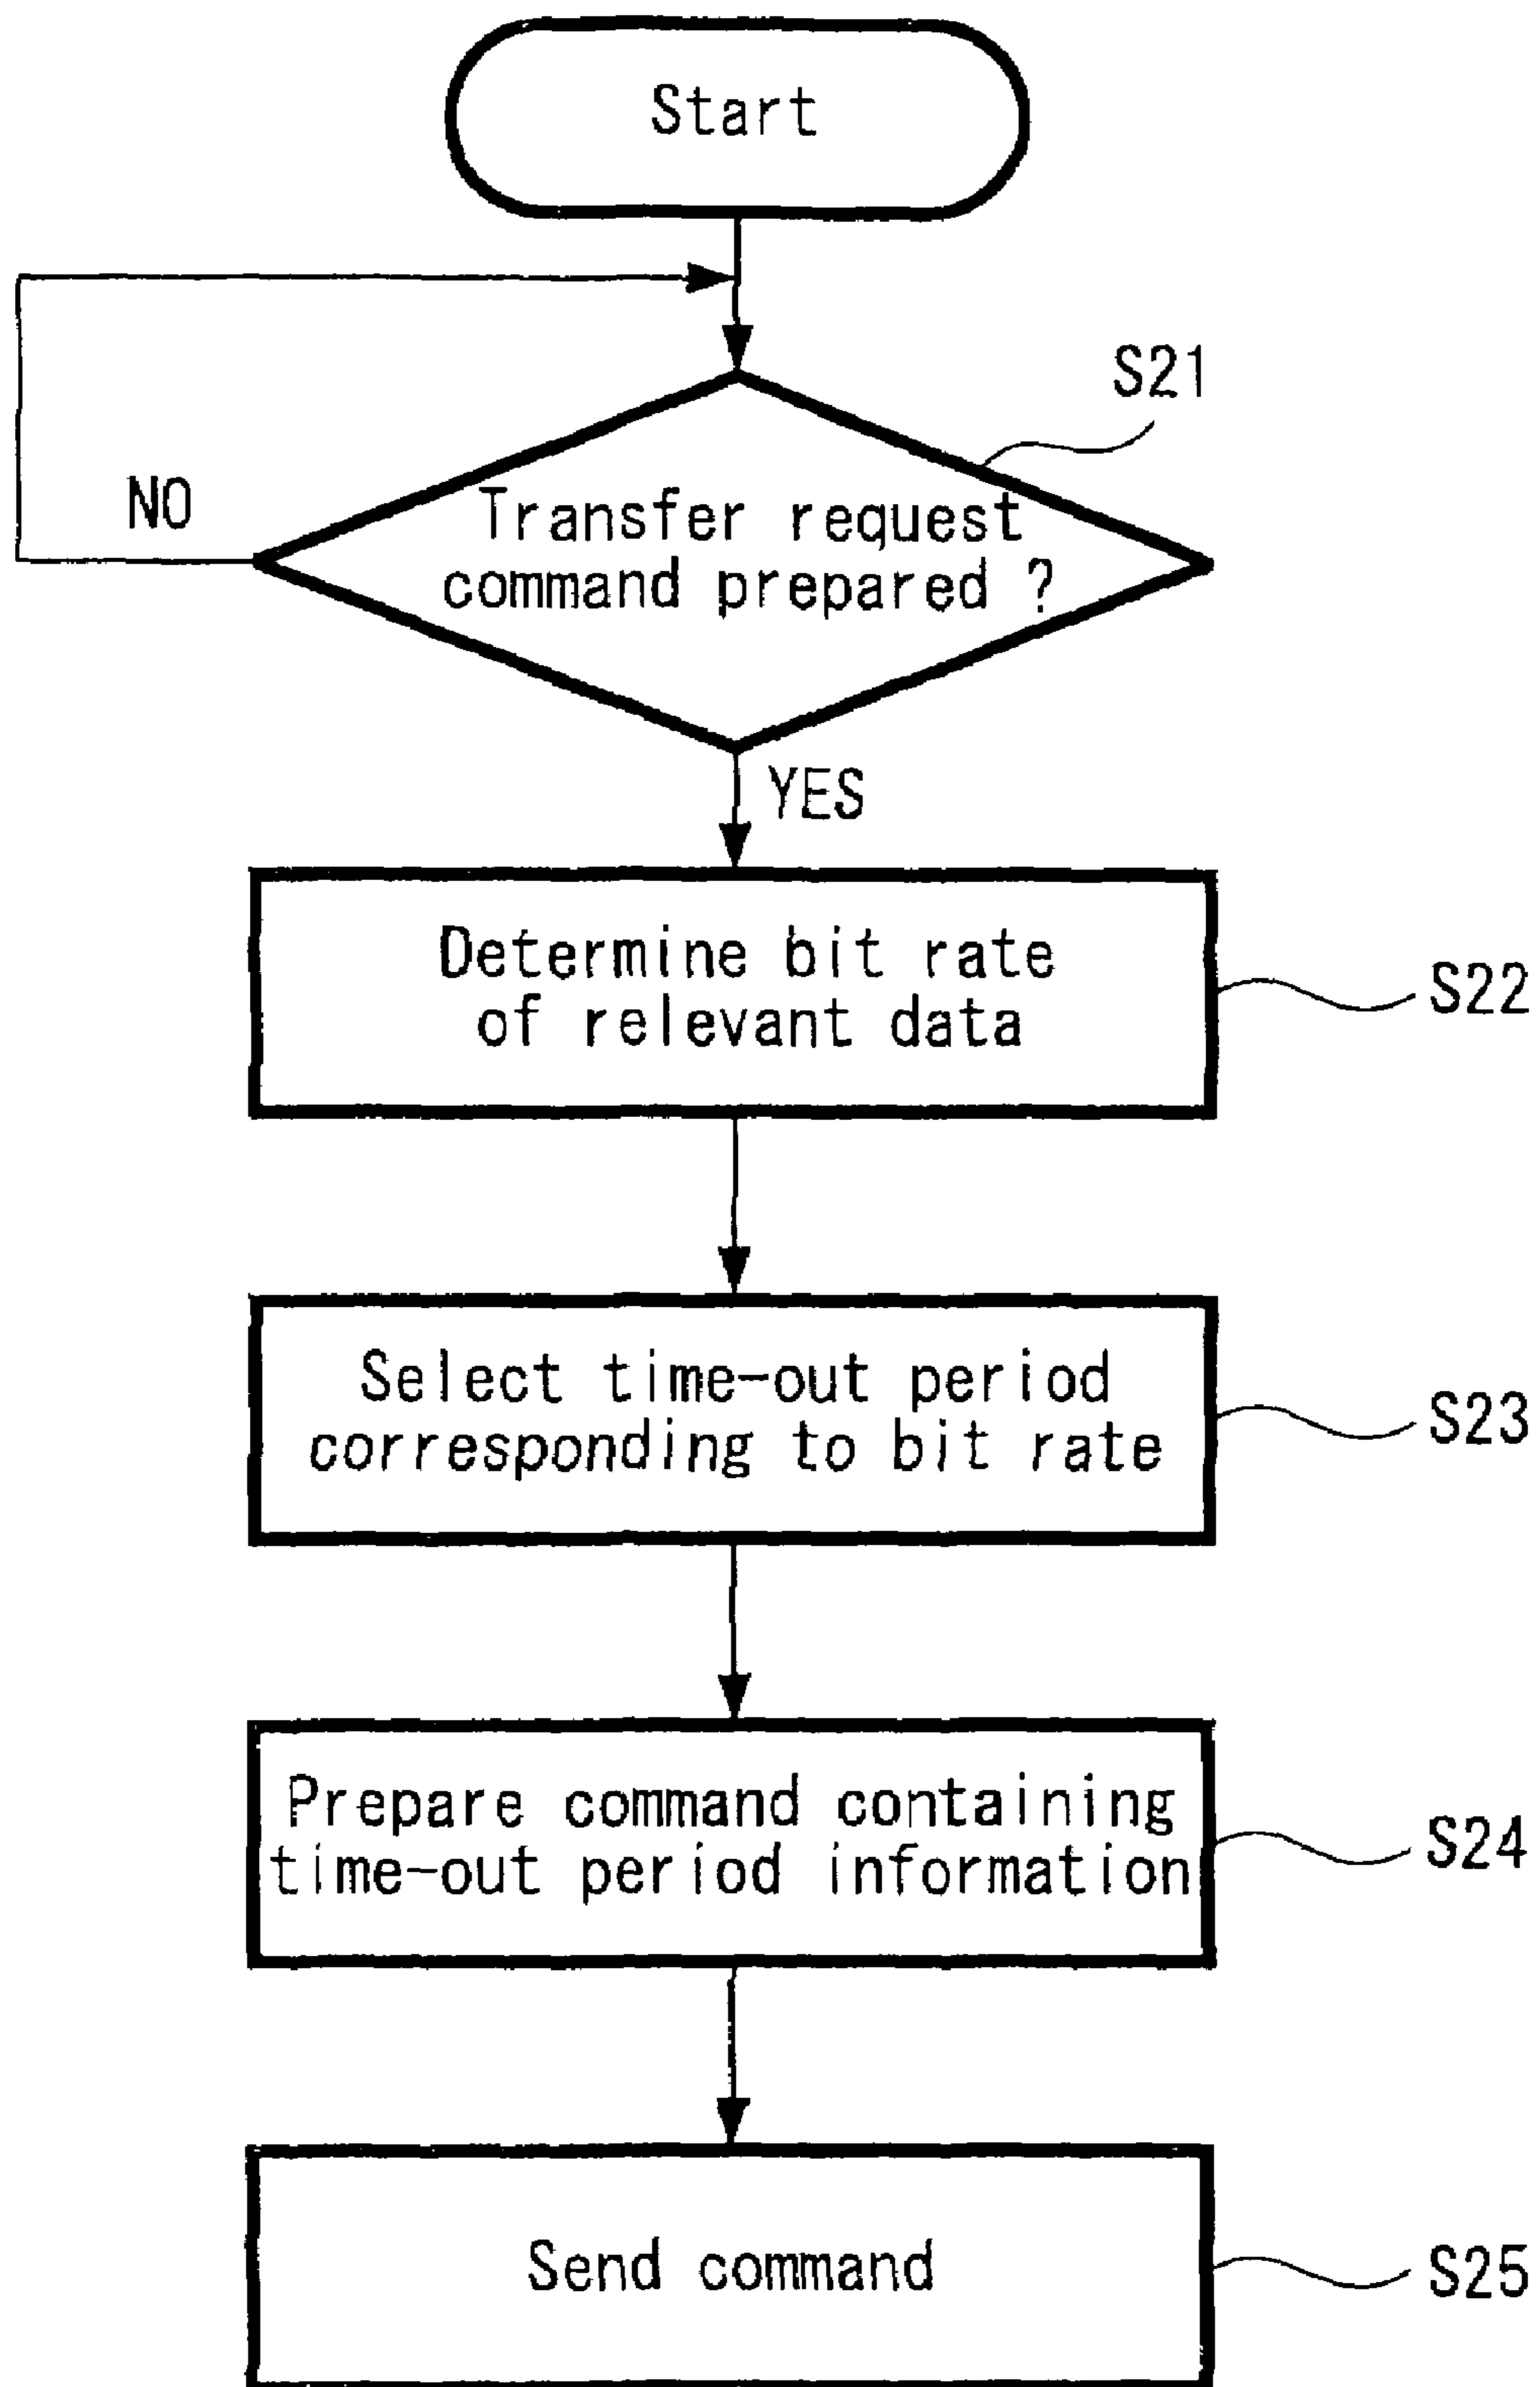 Start
S21
NO
Transfer request
command prepared ?
YES
Determine bit rate
of relevant data
S22
Select time-out period
corresponding to bit rate
S23
Prepare command containing
time-out period information
S24
Send command
S25